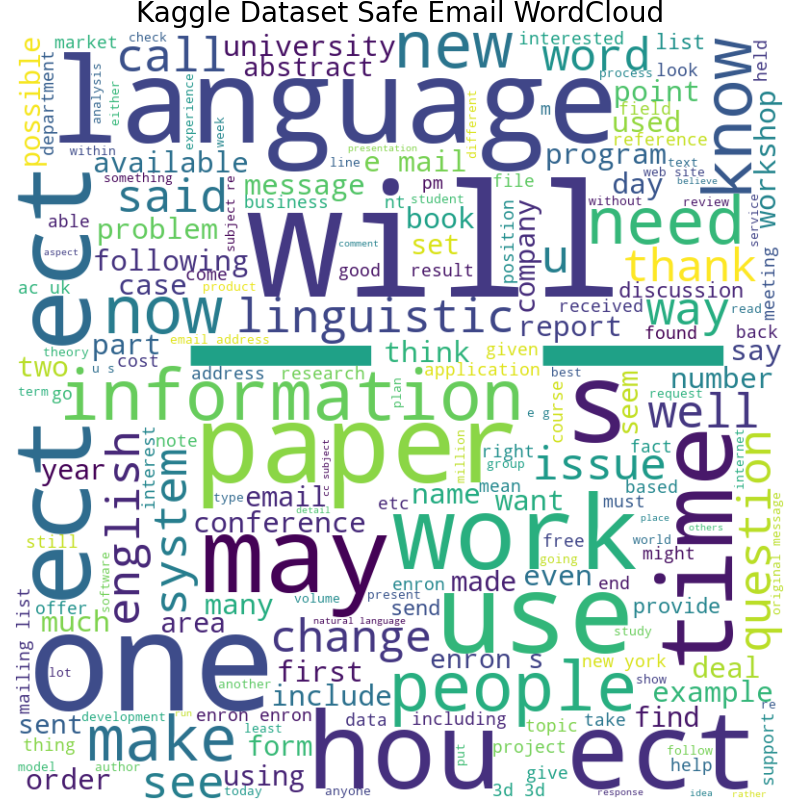 Kaggle Dataset Safe Email WordCloud
possible
market
check
call
university
new
interested
word
list
know
held
department
analysis
either
experience
abstract
process
look
language
point
field
used
reference
workshop
within
available
week
presentation
line
e mail
different
program
text
web site
believe
something
said
subject re
message
business
nt
pm
student
file
m
day
without
review
service
ect ect
able
problem
will
book
set
position
company
u
need
thank
aspect
following
come
comment
good
result
discussion
meeting
ac uk
case
product
now
linguistic
report
received
way
read
found
back
part
email address
think
given
say
two
theory
u s
cost
address
research
application
best
number
term
go
information
plan
e g
course
s
seem
well
request
paper
million
right
group
issue
fact
internet
year
english
interest
note
system
cc subject
mean
based
time
question
type
email
etc
name
want
must
detail
conference
work
free
place
others
still
may
going
world
might
original message
software
enron
made
even
end
offer
much
many
volume
present
send
use
provide
mailing list
area
natural language
change
study
one
first
enron s
new york
deal
lot
another
include
people
show
example
sent
development
run
enron enron
data
including
topic
take
find
re
support
thing
make
least
form
hou ect
put
project
follow
model
author
give
help
order
see
using
today
anyone
3d 3d
response
idea
rather